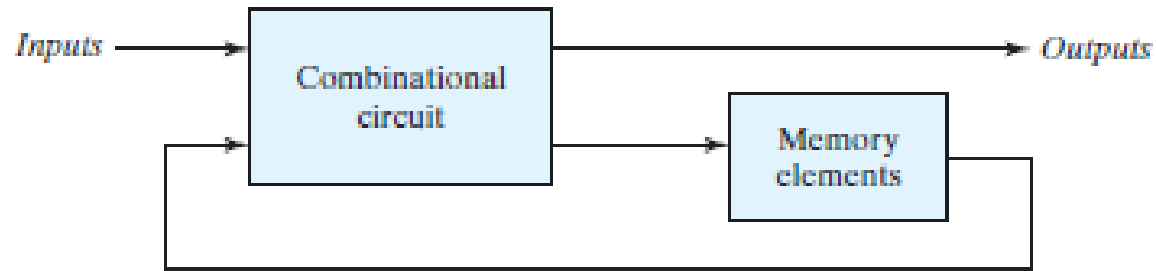 Inputs
Combinational
circuit
Outputs
Memory
elements